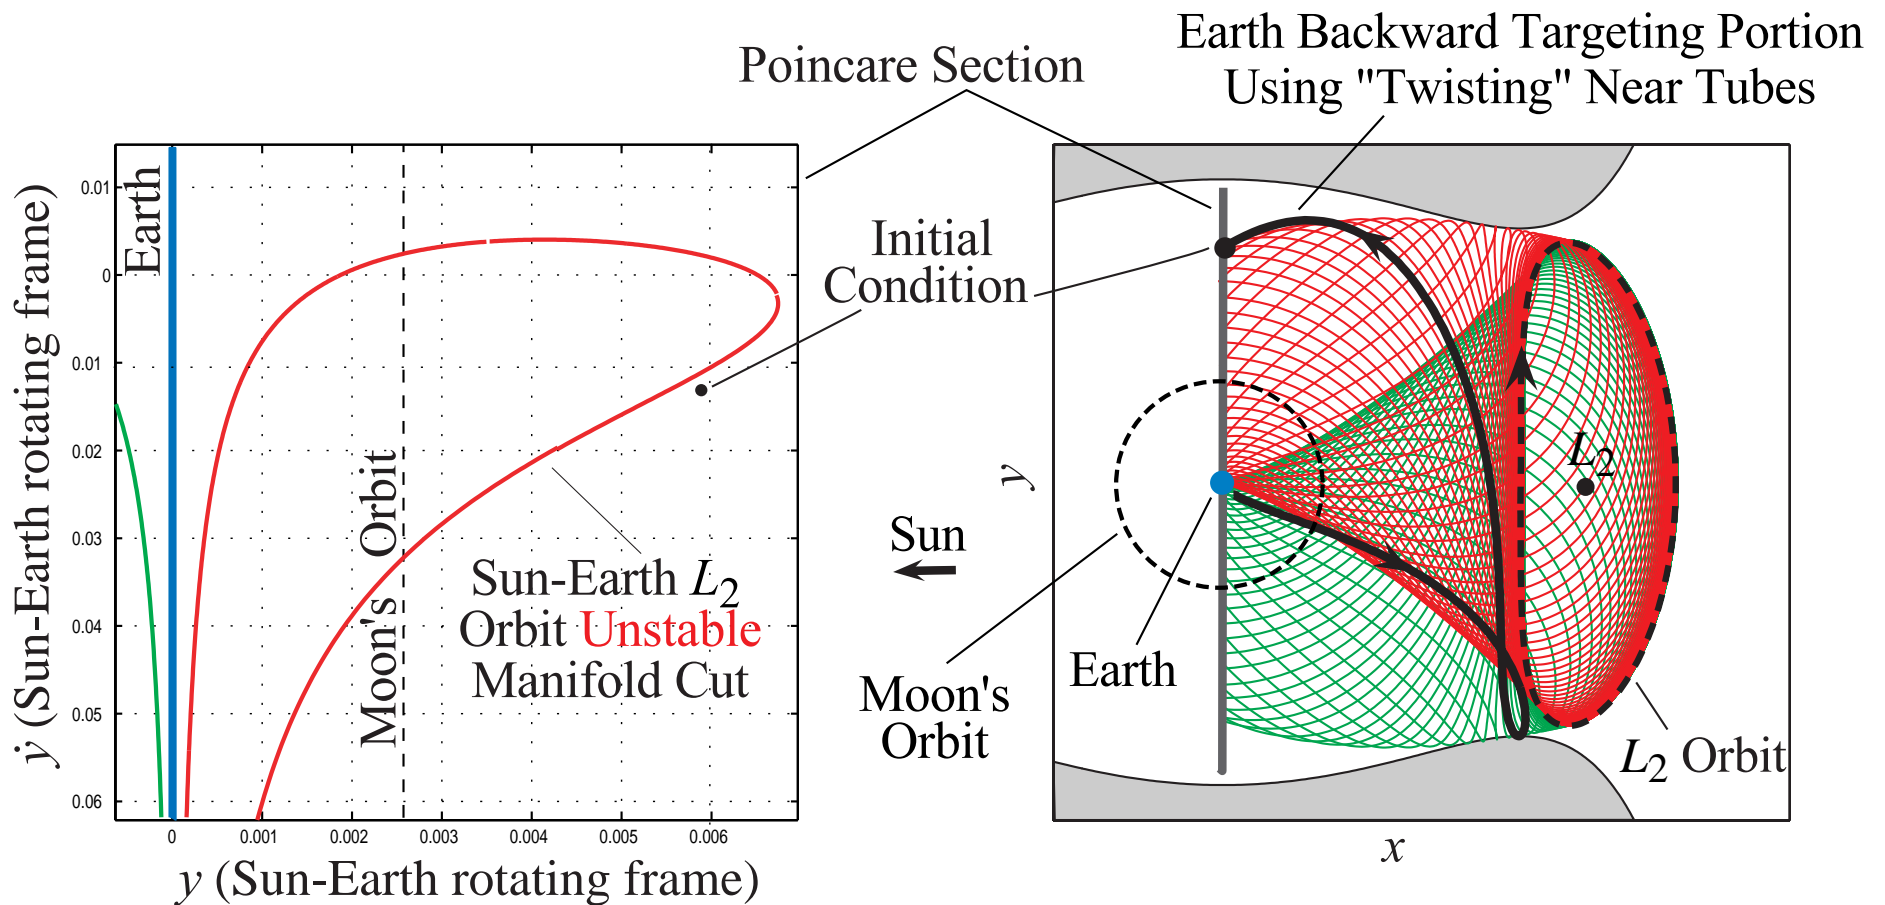 Earth Backward Targeting Portion
Using "Twisting" Near Tubes
Poincare Section
Initial
Condition
Earth
Moon's Orbit
Sun-Earth L2
Orbit Unstable
Manifold Cut
ẏ (Sun-Earth rotating frame)
0.01
0
0.01
0.02
0.03
0.04
0.05
0.06
0
0.001
0.002
0.003
0.004
0.005
0.006
y (Sun-Earth rotating frame)
Sun
Moon's
Orbit
Earth
L2
L2 Orbit
y
x